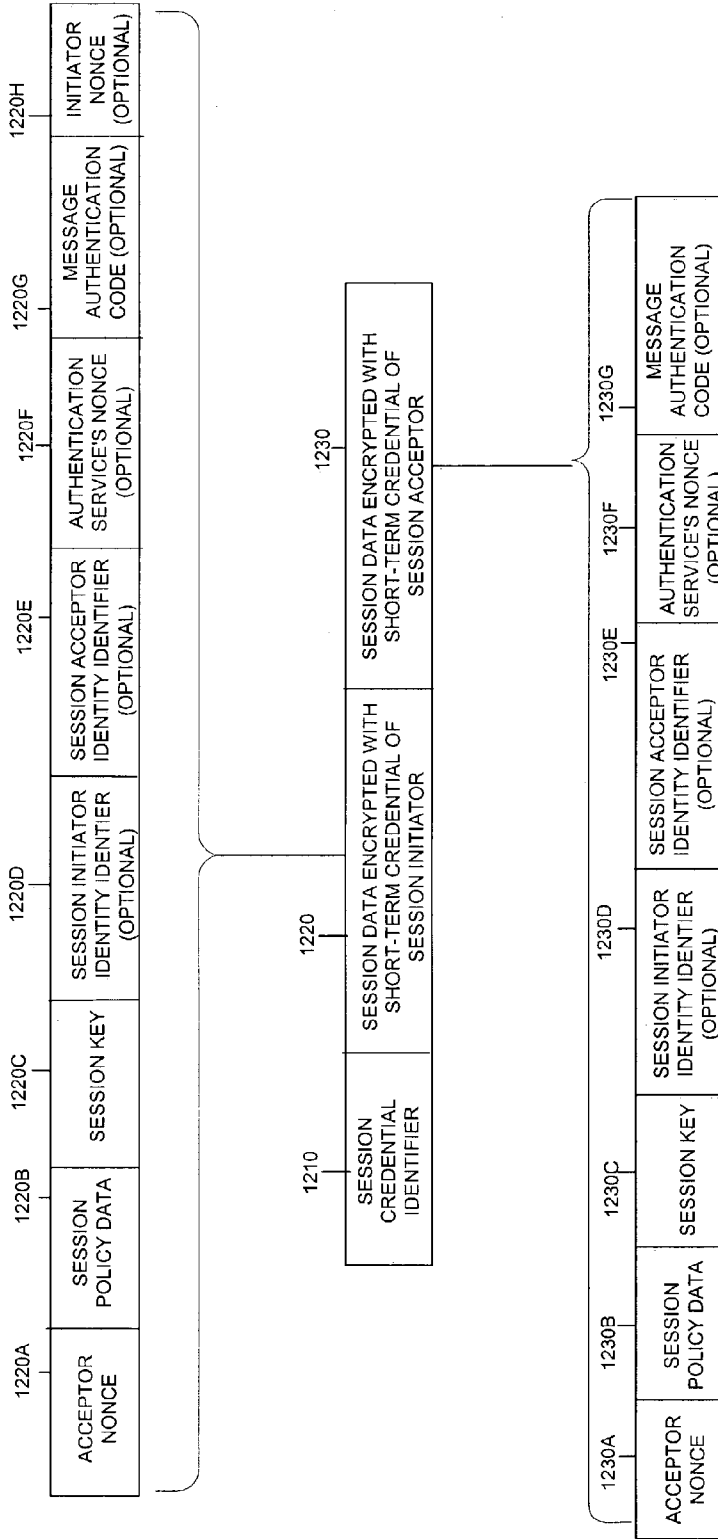 1220A
ACCEPTOR
NONCE
1220B
SESSION
POLICY DATA
1220C
SESSION KEY
1220D
SESSION INITIATOR
IDENTITY IDENTIER
(OPTIONAL)
1220E
SESSION ACCEPTOR
IDENTITY IDENTIFIER
(OPTIONAL)
1220F
AUTHENTICATION
SERVICE'S NONCE
(OPTIONAL)
1220G
MESSAGE
AUTHENTICATION
CODE (OPTIONAL)
1220H
INITIATOR
NONCE
(OPTIONAL)
1210
SESSION
CREDENTIAL
IDENTIFIER
1220
SESSION DATA ENCRYPTED WITH
SHORT-TERM CREDENTIAL OF
SESSION INITIATOR
1230
SESSION DATA ENCRYPTED WITH
SHORT-TERM CREDENTIAL OF
SESSION ACCEPTOR
1230A
ACCEPTOR
NONCE
1230B
SESSION
POLICY DATA
1230C
SESSION KEY
1230D
SESSION INITIATOR
IDENTITY IDENTIER
(OPTIONAL)
1230E
SESSION ACCEPTOR
IDENTITY IDENTIFIER
(OPTIONAL)
1230F
AUTHENTICATION
SERVICE'S NONCE
(OPTIONAL)
1230G
MESSAGE
AUTHENTICATION
CODE (OPTIONAL)